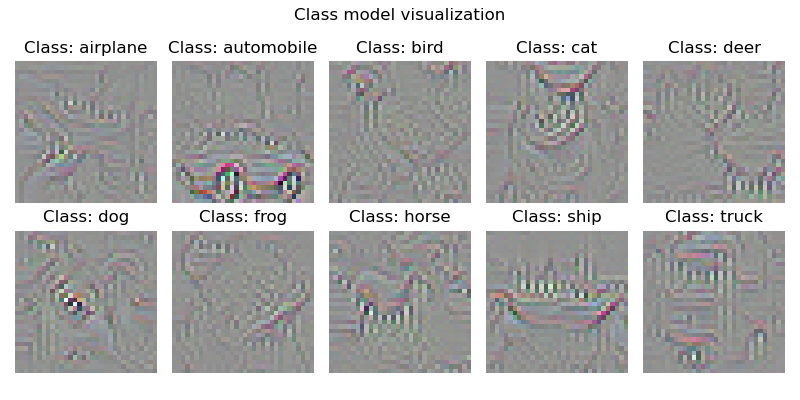 Class model visualization
Class: airplane
Class: automobile
Class: bird
Class: cat
Class: deer
Class: dog
Class: frog
Class: horse
Class: ship
Class: truck